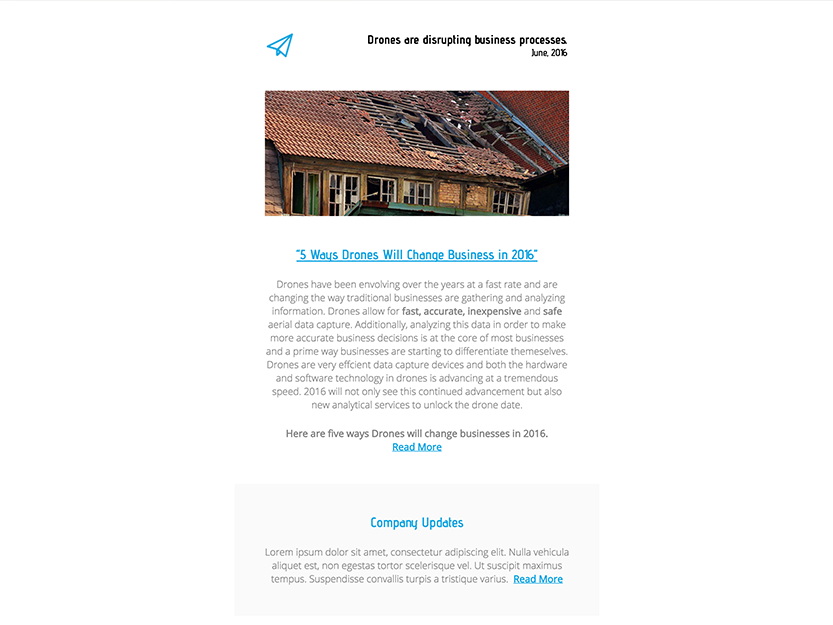 Drones are disrupting business processes.
June, 2016
"5 Ways Drones Will Change Business in 2016"
Drones have been envolving over the years at a fast rate and are
changing the way traditional businesses are gathering and analyzing
information. Drones allow for fast, accurate, inexpensive and safe
aerial data capture. Additionally, analyzing this data in order to make
more accurate business decisions is at the core of most businesses
and a prime way businesses are starting to differentiate themeselves.
Drones are very effcient data capture devices and both the hardware
and software technology in drones is advancing at a tremendous
speed. 2016 will not only see this continued advancement but also
new analytical services to unlock the drone date.
Here are five ways Drones will change businesses in 2016.
Read More
Company Updates
Lorem ipsum dolor sit amet, consectetur adipiscing elit. Nulla vehicula
aliquet est, non egestas tortor scelerisque vel. Ut suscipit maximus
tempus. Suspendisse convallis turpis a tristique varius. Read More